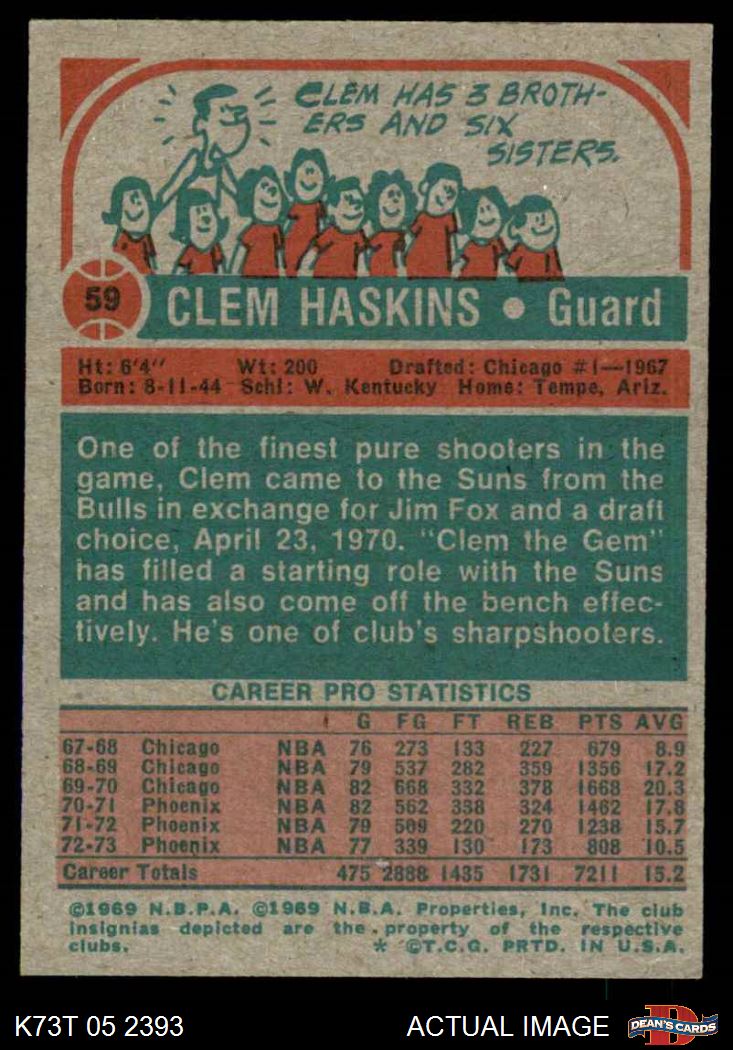 CLEM HAS 3 BROTH-
ERS AND SIX
SISTERS.
59
CLEM HASKINS • Guard
Ht: 6'4" Wt: 200 Drafted: Chicago #1—1967
Born: 8-11-44 Schl: W. Kentucky Home: Tempe, Ariz.
One of the finest pure shooters in the
game, Clem came to the Suns from the
Bulls in exchange for Jim Fox and a draft
choice, April 23, 1970. "Clem the Gem"
has filled a starting role with the Suns
and has also come off the bench effec-
tively. He's one of club's sharpshooters.
CAREER PRO STATISTICS
G FG FT REB PTS AVG
67-68 Chicago NBA 76 273 133 227 679 8.9
68-69 Chicago NBA 79 537 282 359 1356 17.2
69-70 Chicago NBA 82 668 332 378 1668 20.3
70-71 Phoenix NBA 82 562 338 324 1462 17.8
71-72 Phoenix NBA 79 509 220 270 1238 15.7
72-73 Phoenix NBA 77 339 130 173 808 10.5
Career Totals 475 2888 1435 1731 7211 15.2
©1969 N.B.P.A. ©1969 N.B.A. Properties, Inc. The club
insignias depicted are the property of the respective
clubs. * ©T.C.G. PRTD. IN U.S.A.
K73T 05 2393 ACTUAL IMAGE D DEAN'S CARDS